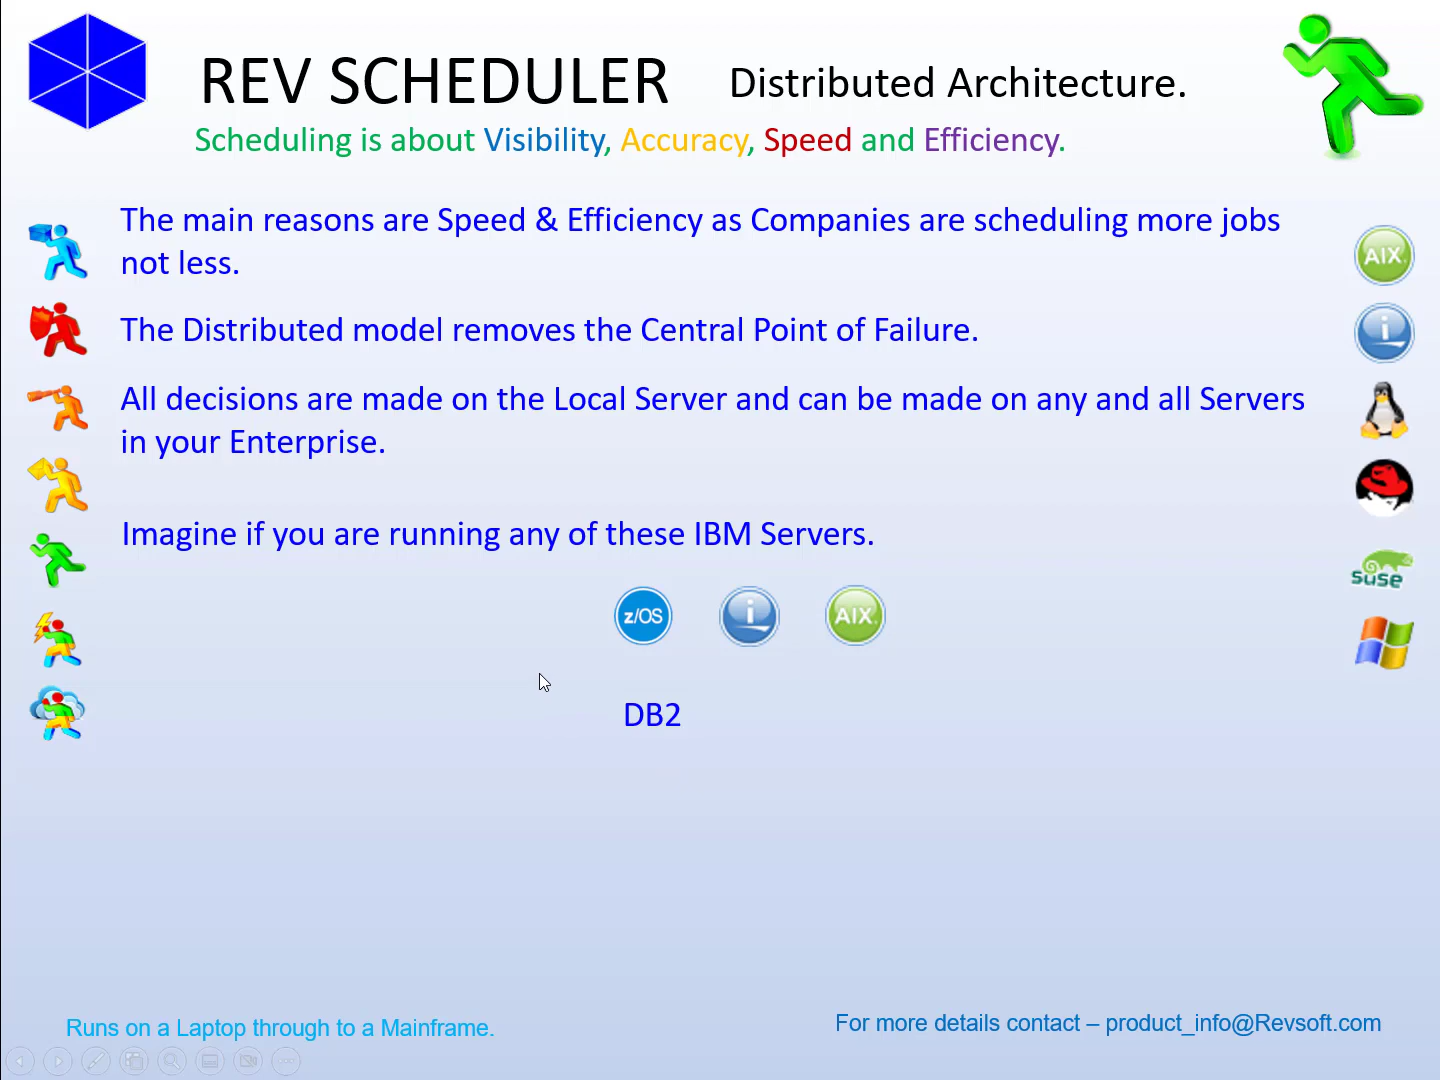 REV SCHEDULER Distributed Architecture.
Scheduling is about Visibility, Accuracy, Speed and Efficiency.
The main reasons are Speed & Efficiency as Companies are scheduling more jobs
not less.
AIX
i
The Distributed model removes the Central Point of Failure.
All decisions are made on the Local Server and can be made on any and all Servers
in your Enterprise.
Imagine if you are running any of these IBM Servers.
SUSE
z/OS i AIX
DB2
Runs on a Laptop through to a Mainframe.
For more details contact – product_info@Revsoft.com